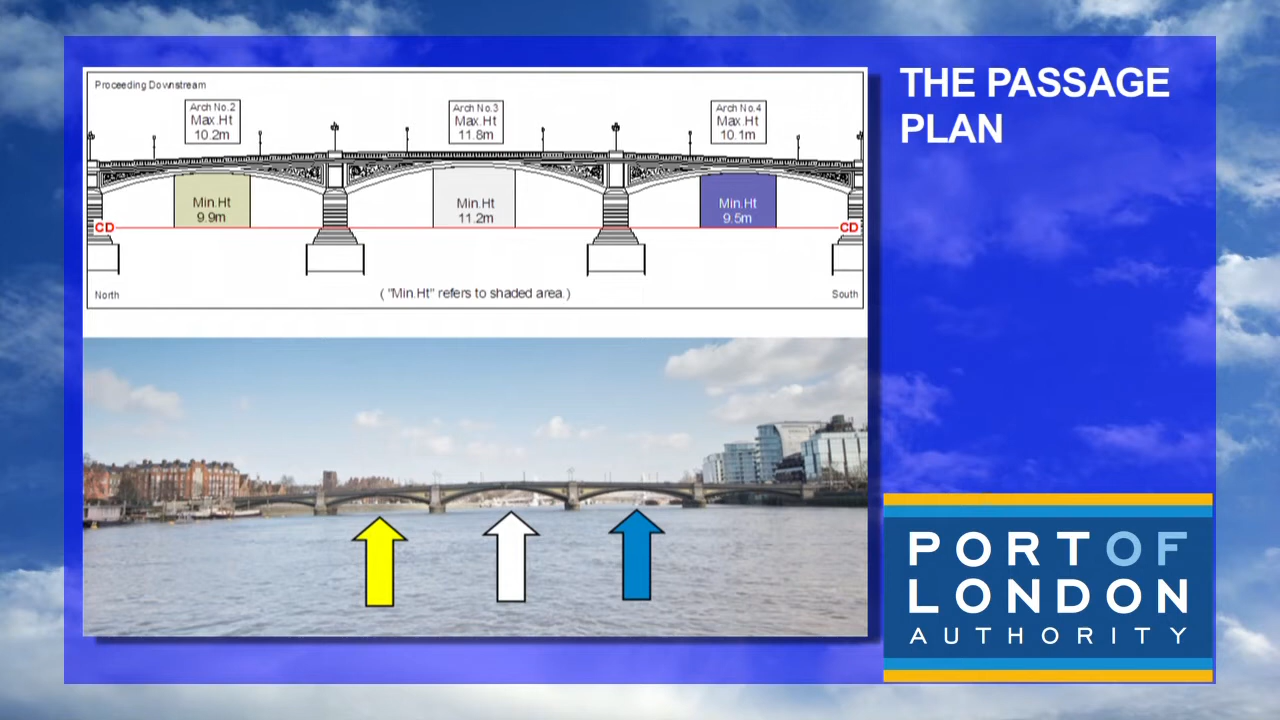 Proceeding Downstream
Arch No.2
Max.Ht
10.2m
Arch No.3
Max.Ht
11.8m
Arch No.4
Max.Ht
10.1m
Min.Ht
9.9m
Min.Ht
11.2m
Min.Ht
9.5m
CD
CD
North
( "Min.Ht" refers to shaded area.)
South
THE PASSAGE
PLAN
PORT OF
LONDON
AUTHORITY